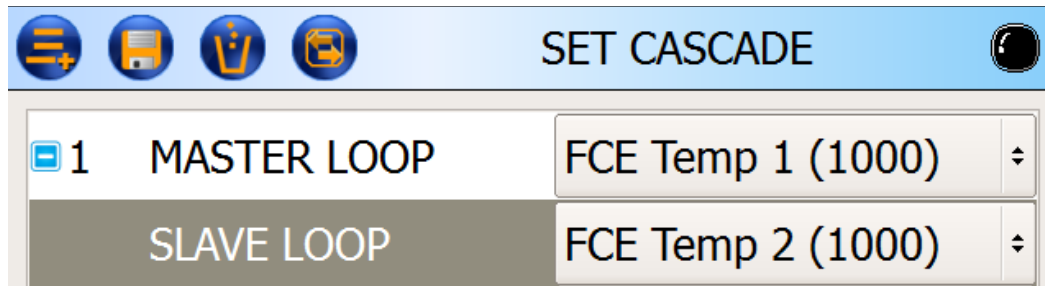 SET CASCADE
1 MASTER LOOP FCE Temp 1 (1000)
SLAVE LOOP FCE Temp 2 (1000)